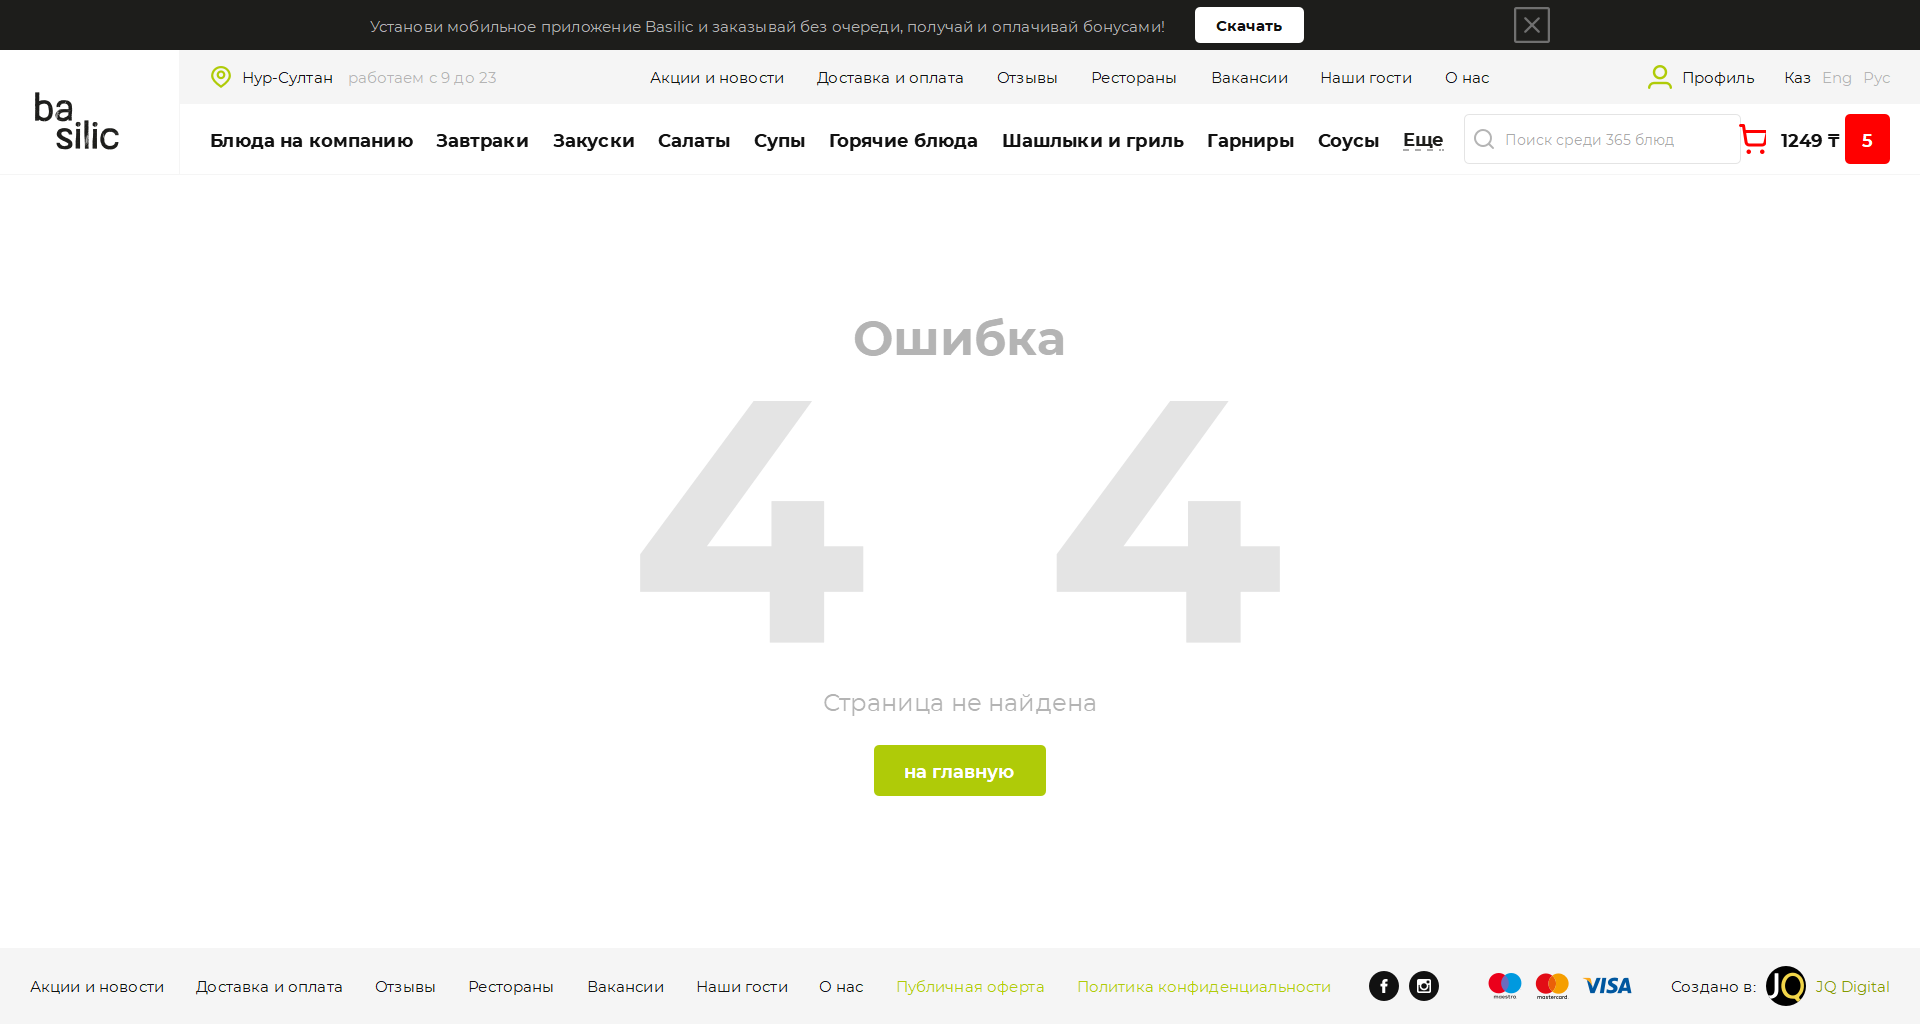 Установи мобильное приложение Basilic и заказывай без очереди, получай и оплачивай бонусами! Скачать
ba
silic
Нур-Султан работаем с 9 до 23 Акции и новости Доставка и оплата Отзывы Рестораны Вакансии Наши гости О нас Профиль Каз Eng Рус
Блюда на компанию Завтраки Закуски Салаты Супы Горячие блюда Шашлыки и гриль Гарниры Соусы Еще Поиск среди 365 блюд 1249 ₸ 5
Ошибка
4 4
Страница не найдена
на главную
Акции и новости Доставка и оплата Отзывы Рестораны Вакансии Наши гости О нас Публичная оферта Политика конфиденциальности maestro mastercard VISA Создано в: JQ JQ Digital